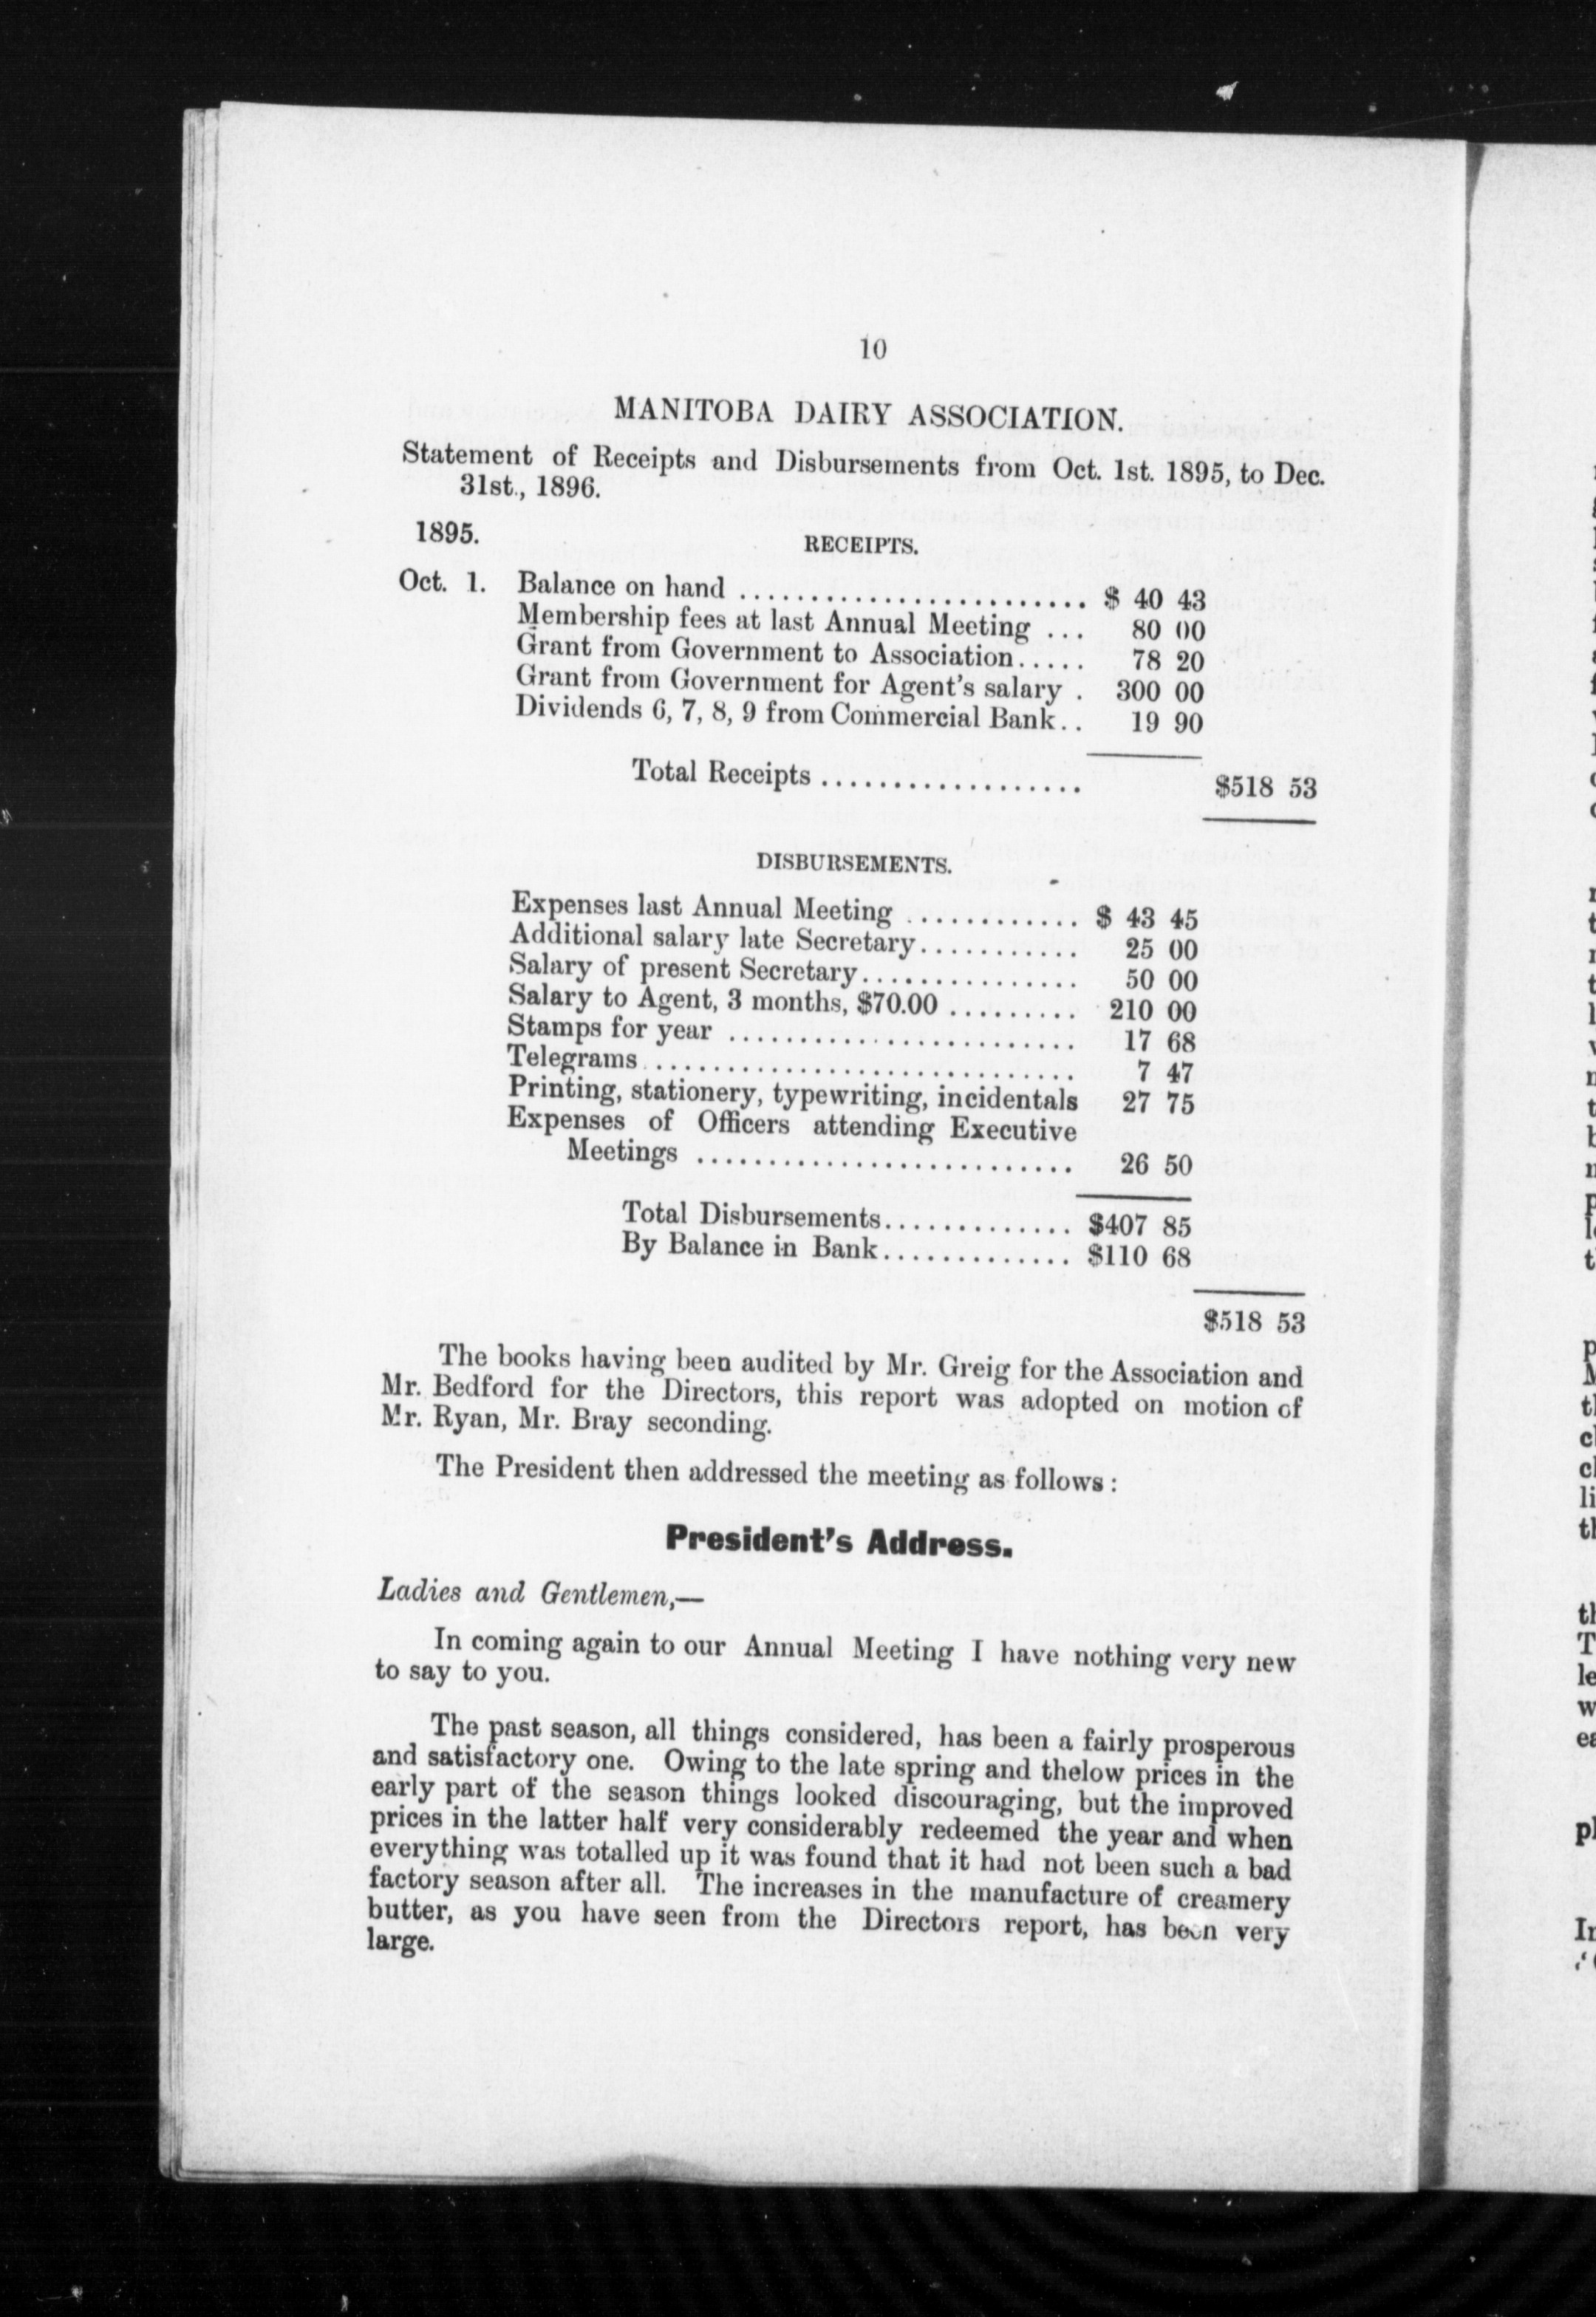 10
MANITOBA DAIRY ASSOCIATION.
Statement of Receipts and Disbursements from Oct. 1st. 1895, to Dec.
31st., 1896.
1895.
RECEIPTS.
Oct. 1. Balance on hand ........................ $ 40 43
Membership fees at last Annual Meeting ... 80 00
Grant from Government to Association..... 78 20
Grant from Government for Agent's salary . 300 00
Dividends 6, 7, 8, 9 from Commercial Bank.. 19 90
Total Receipts .................. $518 53
DISBURSEMENTS.
Expenses last Annual Meeting ............ $ 43 45
Additional salary late Secretary........... 25 00
Salary of present Secretary............... 50 00
Salary to Agent, 3 months, $70.00 ......... 210 00
Stamps for year ........................ 17 68
Telegrams.............................. 7 47
Printing, stationery, typewriting, incidentals 27 75
Expenses of Officers attending Executive
Meetings .......................... 26 50
Total Disbursements............. $407 85
By Balance in Bank............. $110 68
$518 53
The books having been audited by Mr. Greig for the Association and
Mr. Bedford for the Directors, this report was adopted on motion of
Mr. Ryan, Mr. Bray seconding.
The President then addressed the meeting as follows :
President's Address.
Ladies and Gentlemen,—
In coming again to our Annual Meeting I have nothing very new
to say to you.
The past season, all things considered, has been a fairly prosperous
and satisfactory one. Owing to the late spring and thelow prices in the
early part of the season things looked discouraging, but the improved
prices in the latter half very considerably redeemed the year and when
everything was totalled up it was found that it had not been such a bad
factory season after all. The increases in the manufacture of creamery
butter, as you have seen from the Directors report, has been very
large.